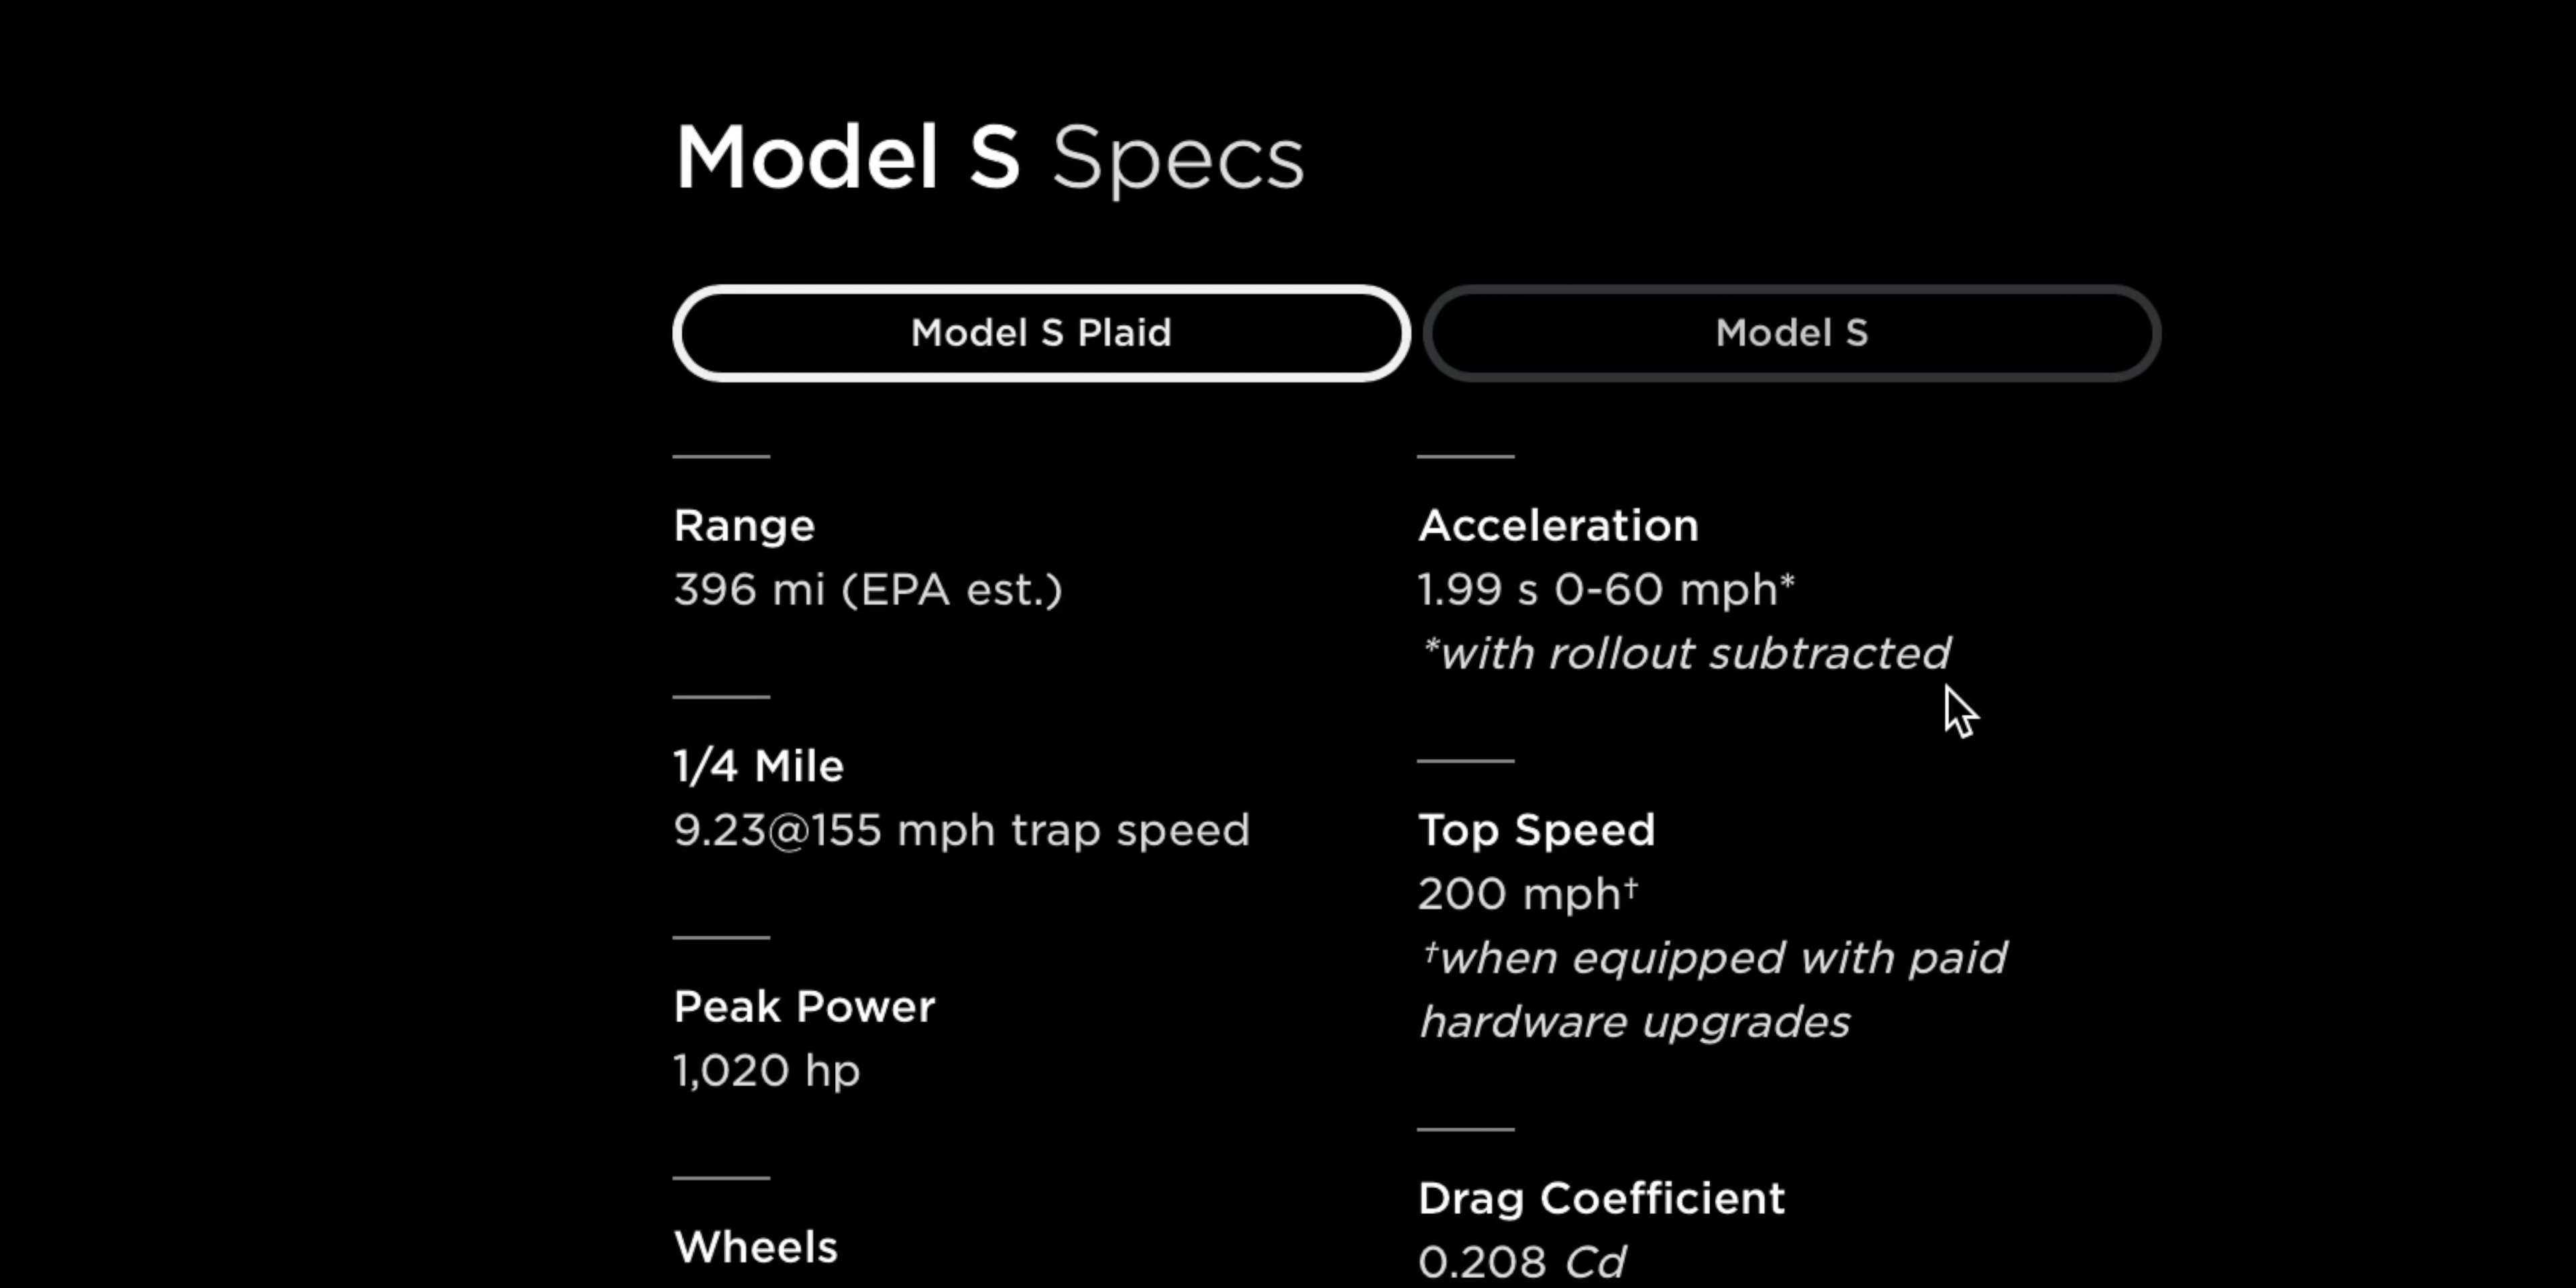 Model S Specs
Model S Plaid
Model S
Range
396 mi (EPA est.)
1/4 Mile
9.23@155 mph trap speed
Peak Power
1,020 hp
Wheels
Acceleration
1.99 s 0-60 mph*
*with rollout subtracted
Top Speed
200 mph†
†when equipped with paid
hardware upgrades
Drag Coefficient
0.208 Cd